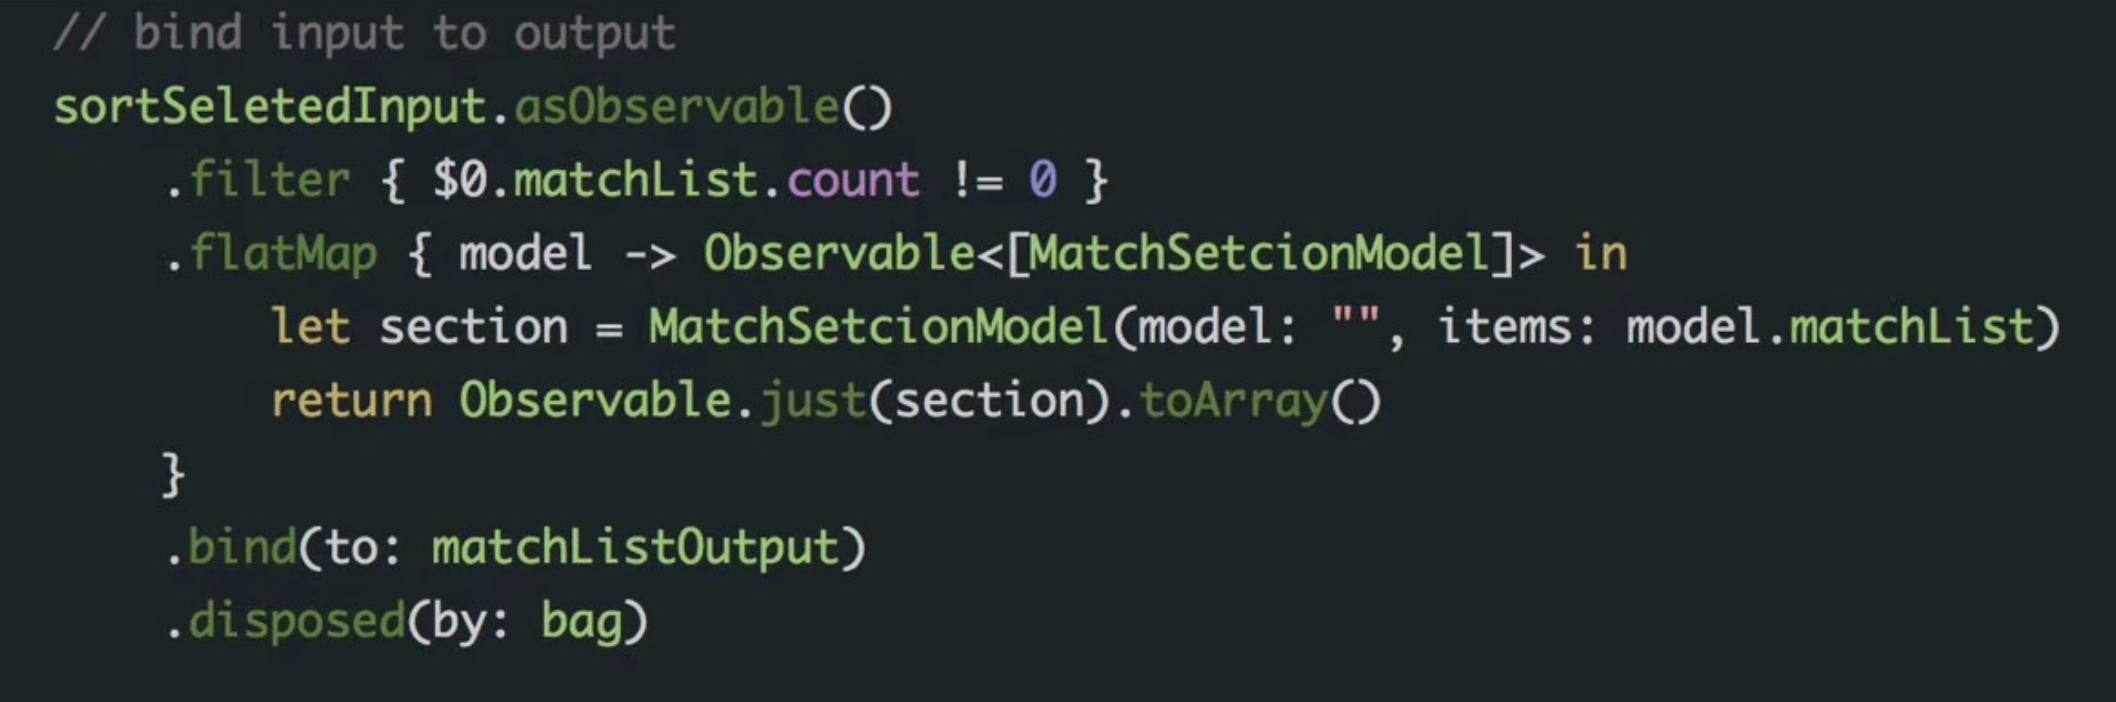 // bind input to output
sortSeletedInput.asObservable()
.filter { $0.matchList.count != 0 }
.flatMap { model -> Observable<[MatchSetcionModel]> in
let section = MatchSetcionModel(model: "", items: model.matchList)
return Observable.just(section).toArray()
}
.bind(to: matchListOutput)
.disposed(by: bag)